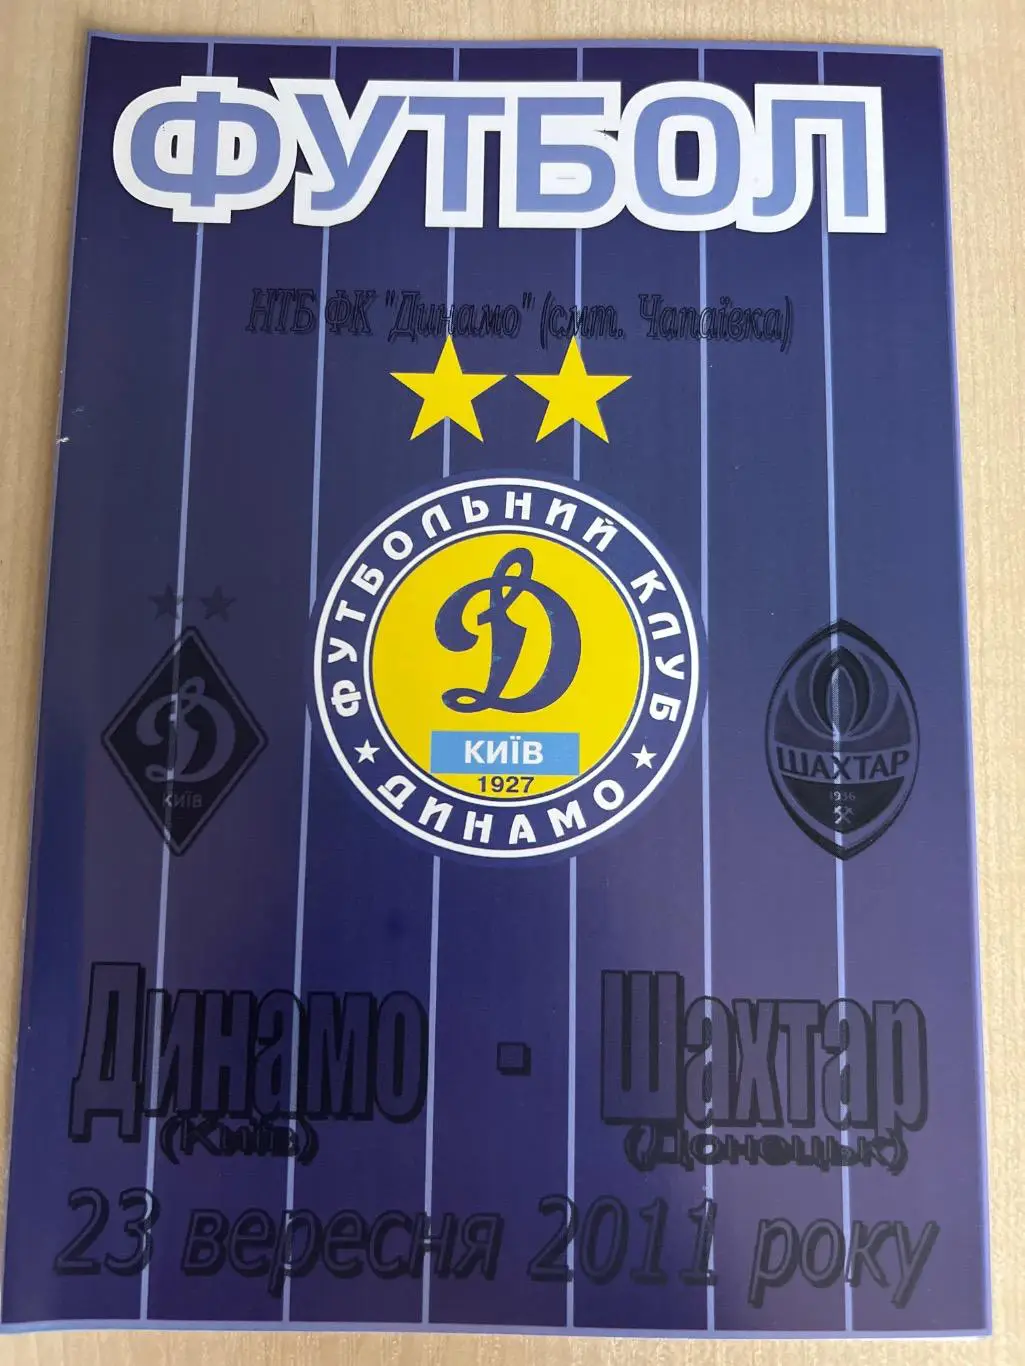 ФУТБОЛ
НТБ ФК "Динамо" (смт. Чапаївка)
ФУТБОЛЬНИЙ КЛУБ
Д
КИЇВ
1927
ДИНАМО
Д
Київ
ШАХТАР
1936
Динамо - Шахтар
(Київ) (Донецьк)
23 вересня 2011 року